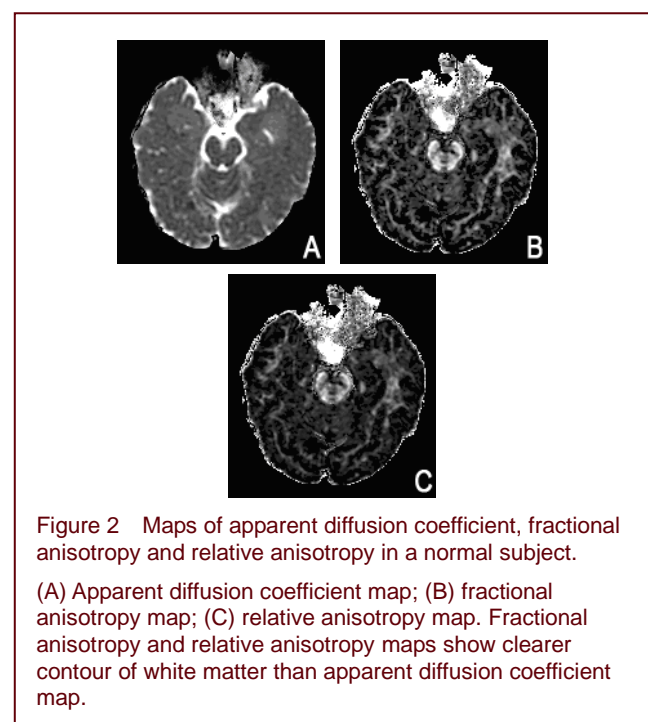 A
B
C
Figure 2 Maps of apparent diffusion coefficient, fractional
anisotropy and relative anisotropy in a normal subject.
(A) Apparent diffusion coefficient map; (B) fractional
anisotropy map; (C) relative anisotropy map. Fractional
anisotropy and relative anisotropy maps show clearer
contour of white matter than apparent diffusion coefficient
map.